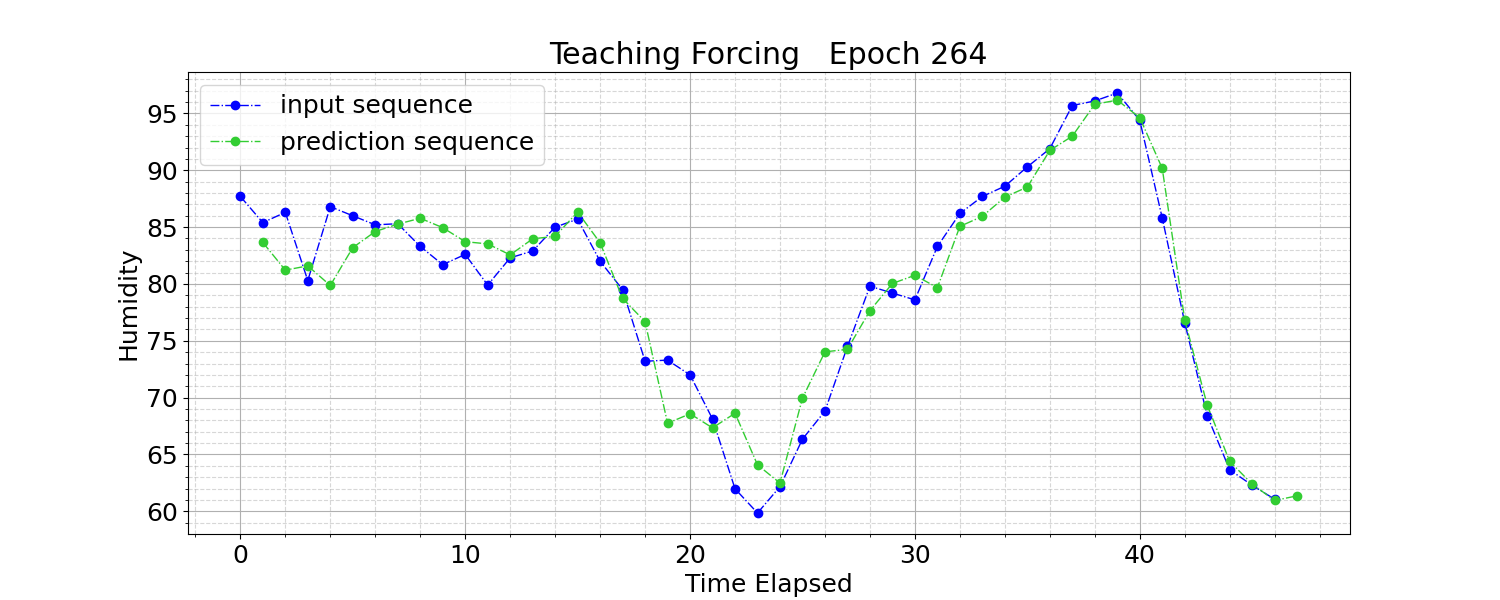 Teaching Forcing   Epoch 264
input sequence
prediction sequence
Humidity
95
90
85
80
75
70
65
60
0 10 20 30 40
Time Elapsed